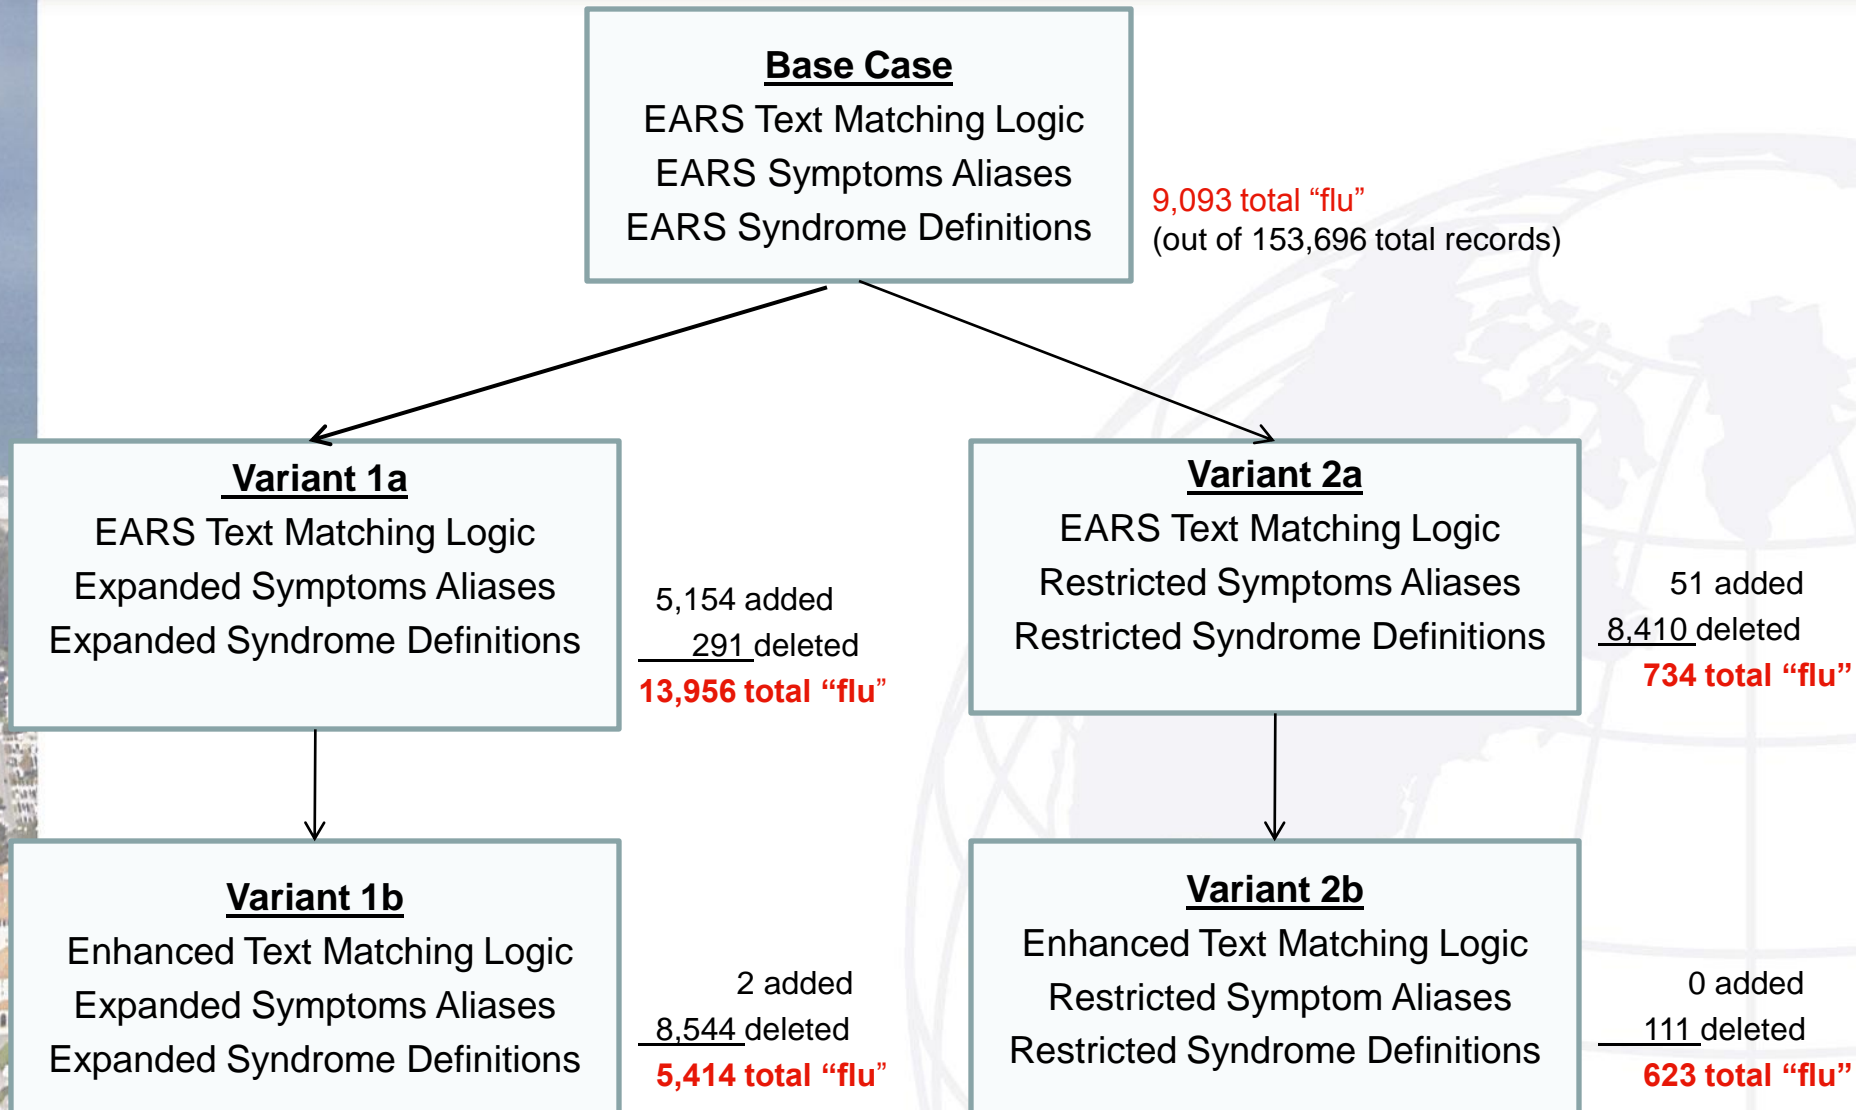 Base Case
EARS Text Matching Logic
EARS Symptoms Aliases
EARS Syndrome Definitions
9,093 total “flu”
(out of 153,696 total records)
Variant 1a
EARS Text Matching Logic
Expanded Symptoms Aliases
Expanded Syndrome Definitions
5,154 added
291 deleted
13,956 total “flu”
Variant 2a
EARS Text Matching Logic
Restricted Symptoms Aliases
Restricted Syndrome Definitions
51 added
8,410 deleted
734 total “flu”
Variant 1b
Enhanced Text Matching Logic
Expanded Symptoms Aliases
Expanded Syndrome Definitions
2 added
8,544 deleted
5,414 total “flu”
Variant 2b
Enhanced Text Matching Logic
Restricted Symptom Aliases
Restricted Syndrome Definitions
0 added
111 deleted
623 total “flu”